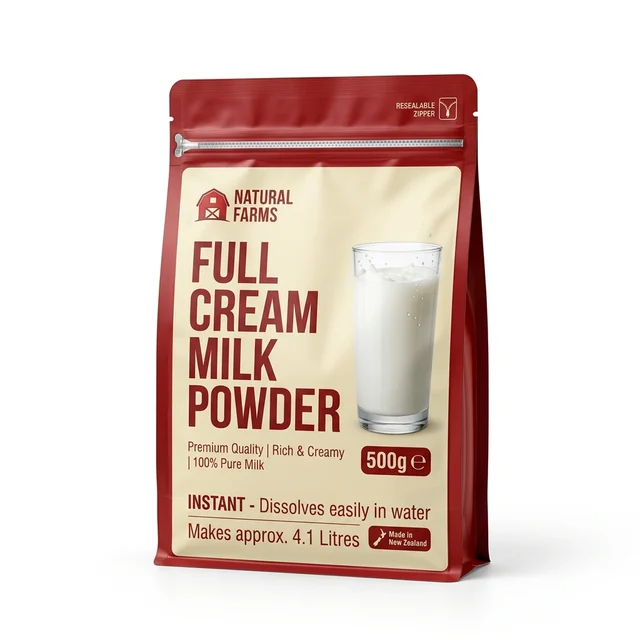 RESEALABLE
ZIPPER
NATURAL
FARMS
FULL
CREAM
MILK
POWDER
Premium Quality | Rich & Creamy
| 100% Pure Milk
500g ℮
INSTANT - Dissolves easily in water
Makes approx. 4.1 Litres
Made in
New Zealand